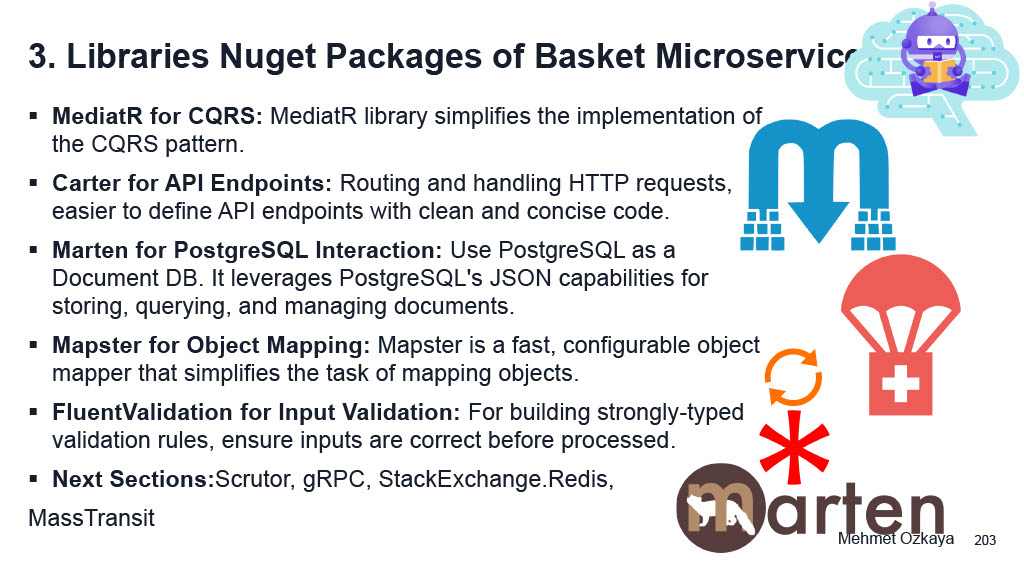 3. Libraries Nuget Packages of Basket Microservice
▪ MediatR for CQRS: MediatR library simplifies the implementation of
the CQRS pattern.
▪ Carter for API Endpoints: Routing and handling HTTP requests,
easier to define API endpoints with clean and concise code.
▪ Marten for PostgreSQL Interaction: Use PostgreSQL as a
Document DB. It leverages PostgreSQL's JSON capabilities for
storing, querying, and managing documents.
▪ Mapster for Object Mapping: Mapster is a fast, configurable object
mapper that simplifies the task of mapping objects.
▪ FluentValidation for Input Validation: For building strongly-typed
validation rules, ensure inputs are correct before processed.
▪ Next Sections:Scrutor, gRPC, StackExchange.Redis,
MassTransit
marten
Mehmet Ozkaya 203